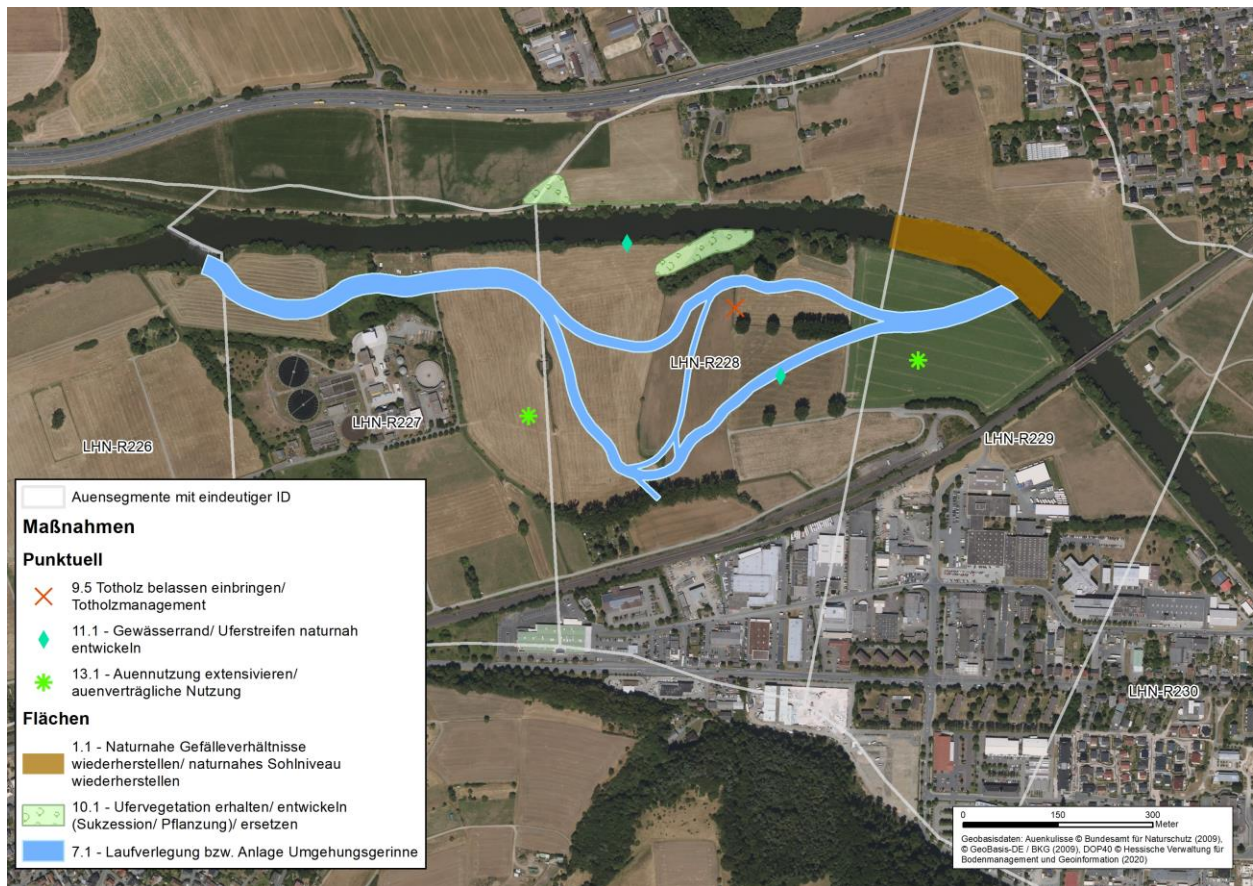 LHN-R228
LHN-R227
LHN-R226
LHN-R229
LHN-R230
Auensegmente mit eindeutiger ID
Maßnahmen
Punktuell
9.5 Totholz belassen einbringen/
Totholzmanagement
11.1 - Gewässerrand/ Uferstreifen naturnah
entwickeln
13.1 - Auennutzung extensivieren/
auenverträgliche Nutzung
Flächen
1.1 - Naturnahe Gefälleverhältnisse
wiederherstellen/ naturnahes Sohlniveau
wiederherstellen
10.1 - Ufervegetation erhalten/ entwickeln
(Sukzession/ Pflanzung)/ ersetzen
7.1 - Laufverlegung bzw. Anlage Umgehungsgerinne
0 150 300
Meter
Geobasisdaten: Auenkulisse © Bundesamt für Naturschutz (2009),
© GeoBasis-DE / BKG (2009), DOP40 © Hessische Verwaltung für
Bodenmanagement und Geoinformation (2020)